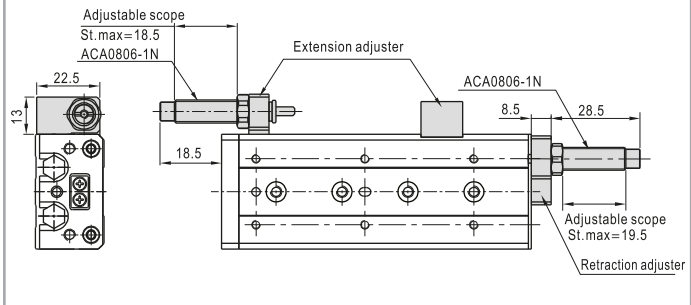 Adjustable scope
St.max=18.5
ACA0806-1N
Extension adjuster
ACA0806-1N
22.5
8.5
28.5
13
18.5
Adjustable scope
St.max=19.5
Retraction adjuster